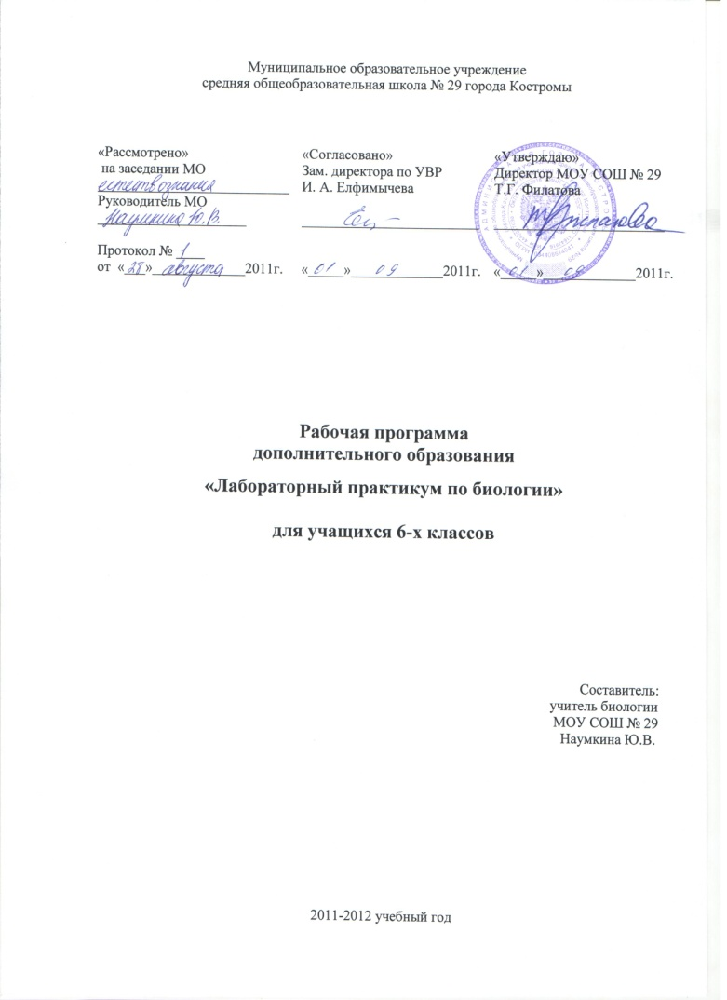 Муниципальное образовательное учреждение
средняя общеобразовательная школа № 29 города Костромы
«Рассмотрено»
на заседании МО
естествознания
Руководитель МО
Наумкина Ю.В.
Протокол № 1
от «28» августа 2011г.
«Согласовано»
Зам. директора по УВР
И. А. Елфимычева
«01» 09 2011г.
«Утверждаю»
Директор МОУ СОШ № 29
Т.Г. Филатова
«01» 09 2011г.
Рабочая программа
дополнительного образования
«Лабораторный практикум по биологии»
для учащихся 6-х классов
Составитель:
учитель биологии
МОУ СОШ № 29
Наумкина Ю.В.
2011-2012 учебный год